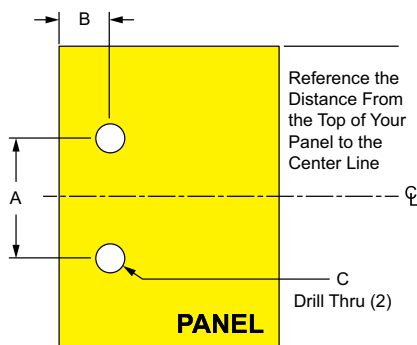 B
Reference the
Distance From
the Top of Your
Panel to the
Center Line
A
℄
C
Drill Thru (2)
PANEL